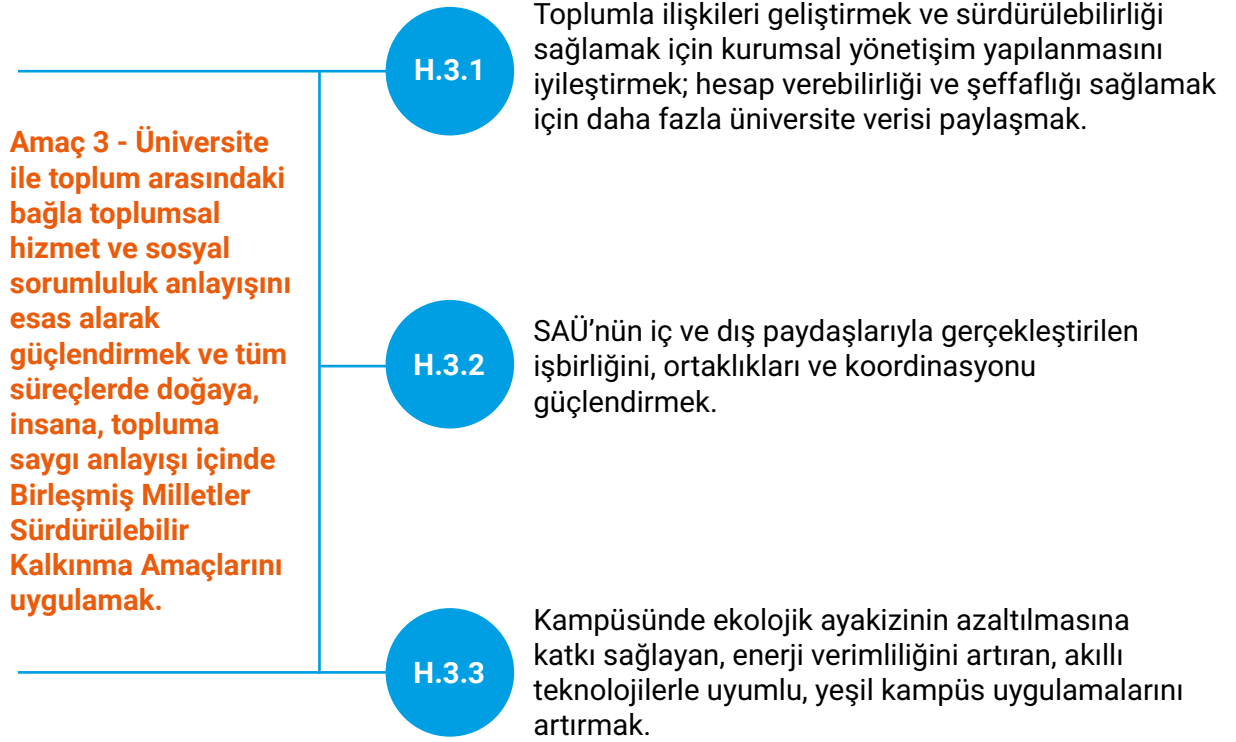 Amaç 3 - Üniversite
ile toplum arasındaki
bağla toplumsal
hizmet ve sosyal
sorumluluk anlayışını
esas alarak
güçlendirmek ve tüm
süreçlerde doğaya,
insana, topluma
saygı anlayışı içinde
Birleşmiş Milletler
Sürdürülebilir
Kalkınma Amaçlarını
uygulamak.
H.3.1
Toplumla ilişkileri geliştirmek ve sürdürülebilirliği
sağlamak için kurumsal yönetişim yapılanmasını
iyileştirmek; hesap verebilirliği ve şeffaflığı sağlamak
için daha fazla üniversite verisi paylaşmak.
H.3.2
SAÜ’nün iç ve dış paydaşlarıyla gerçekleştirilen
işbirliğini, ortaklıkları ve koordinasyonu
güçlendirmek.
H.3.3
Kampüsünde ekolojik ayakizinin azaltılmasına
katkı sağlayan, enerji verimliliğini artıran, akıllı
teknolojilerle uyumlu, yeşil kampüs uygulamalarını
artırmak.